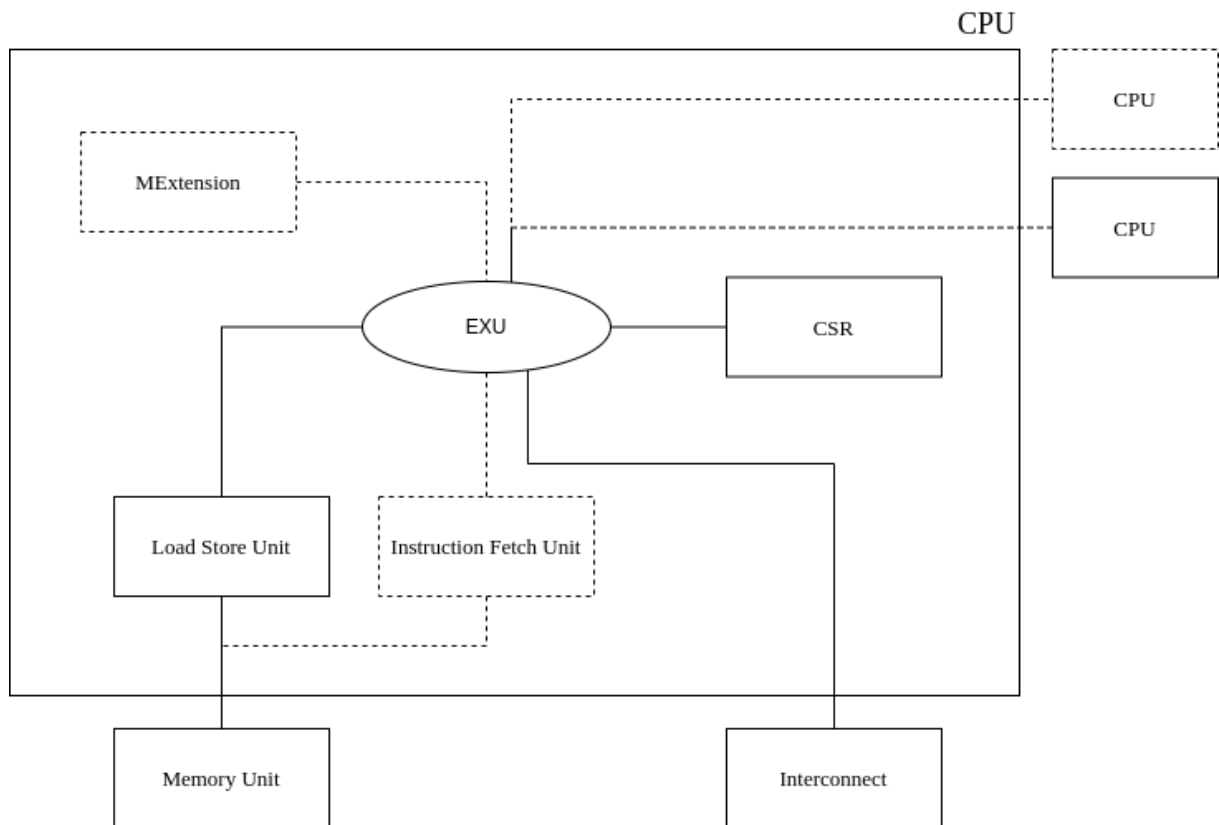 CPU
CPU
MExtension
CPU
EXU
CSR
Load Store Unit
Instruction Fetch Unit
Memory Unit
Interconnect